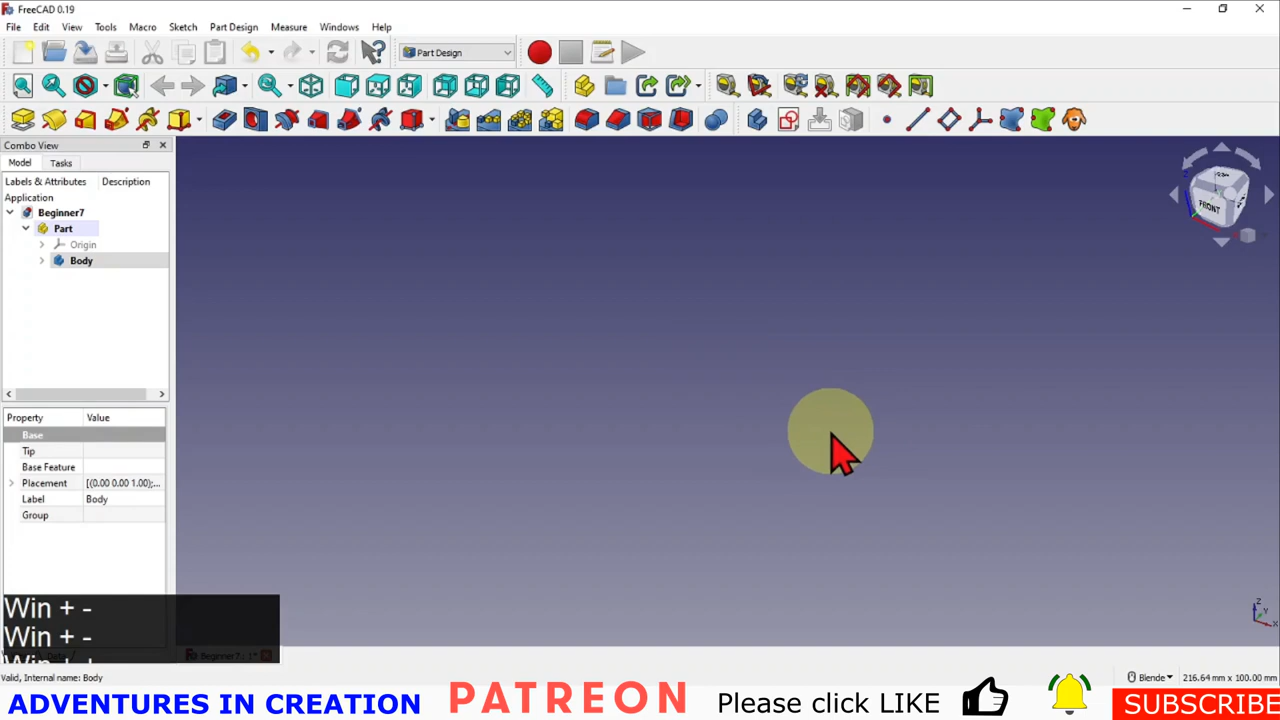 FreeCAD 0.19
File Edit View Tools Macro Sketch Part Design Measure Windows Help
Part Design
Combo View
Model Tasks
Labels & Attributes Description
Application
Beginner7
Part
Origin
Body
FRONT
Property Value
Base
Tip
Base Feature
Placement [(0.00 0.00 1.00);...
Label Body
Group
Z
Y
X
Win + -
Win + -
Beginner7 : 1*
Valid, Internal name: Body
Blende 216.64 mm x 100.00 mm
ADVENTURES IN CREATION PATREON Please click LIKE SUBSCRIBE